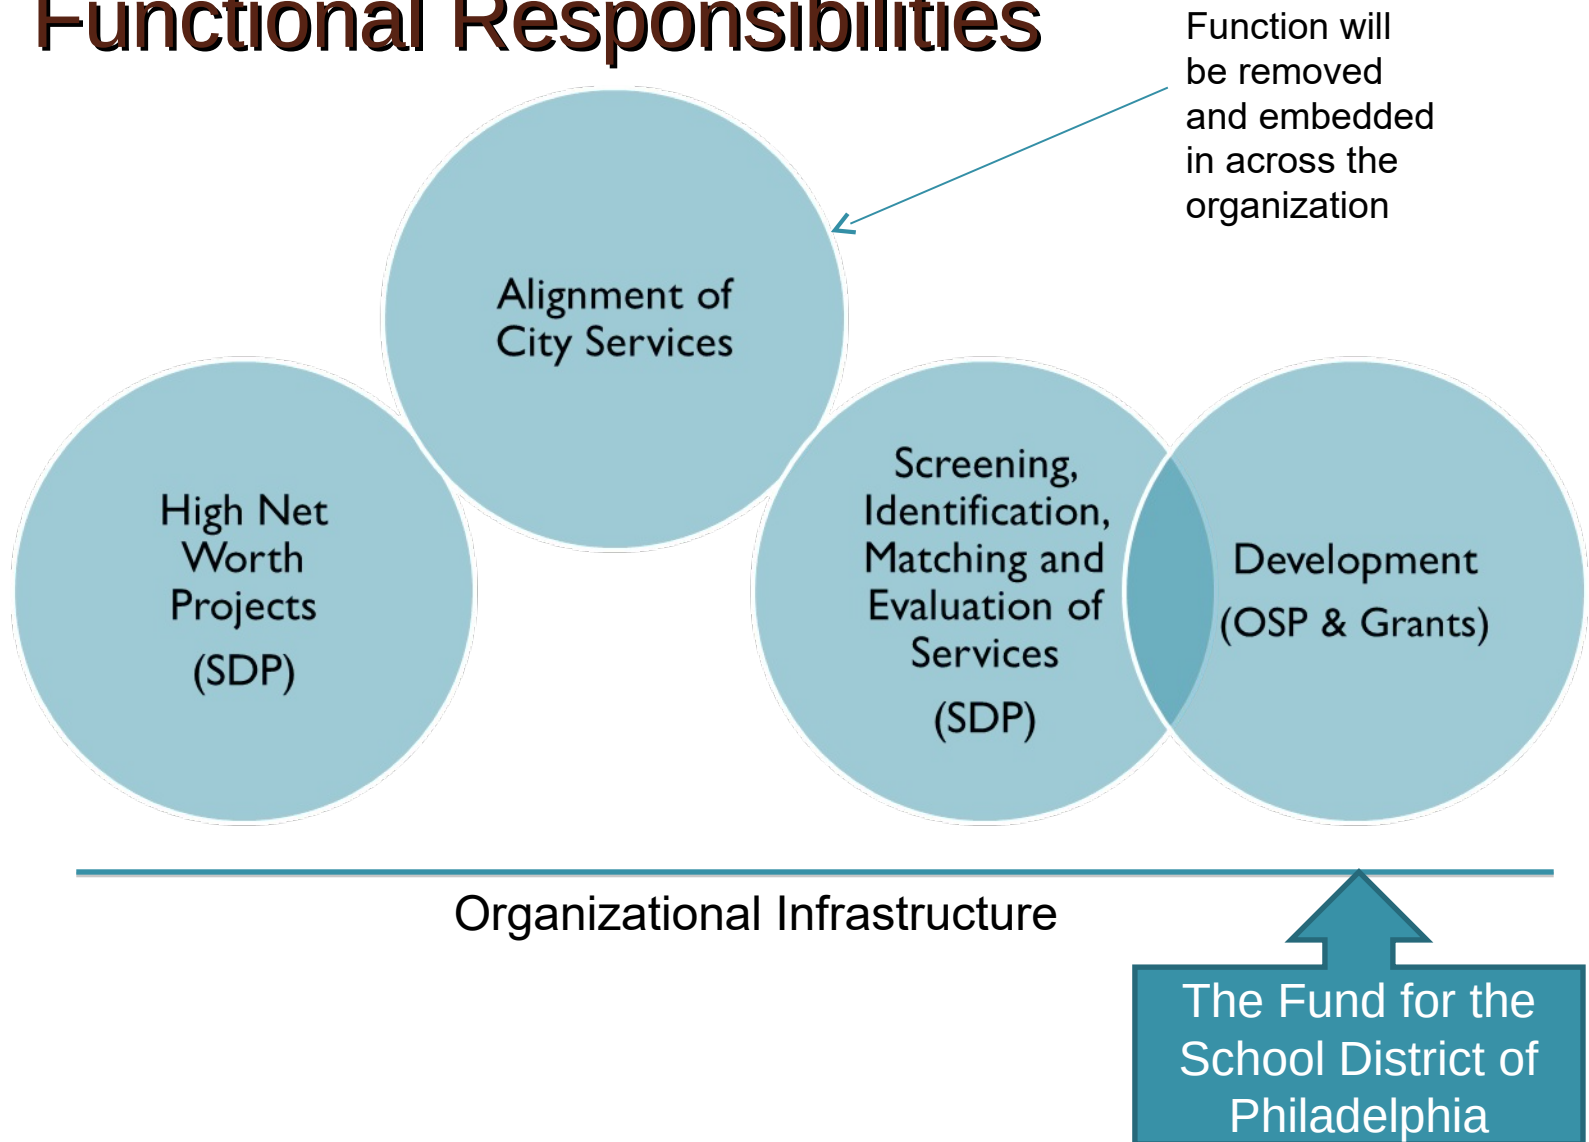 Functional Responsibilities
Function will
be removed
and embedded
in across the
organization
Alignment of
City Services
High Net
Worth
Projects
(SDP)
Screening,
Identification,
Matching and
Evaluation of
Services
(SDP)
Development
(OSP & Grants)
Organizational Infrastructure
The Fund for the
School District of
Philadelphia